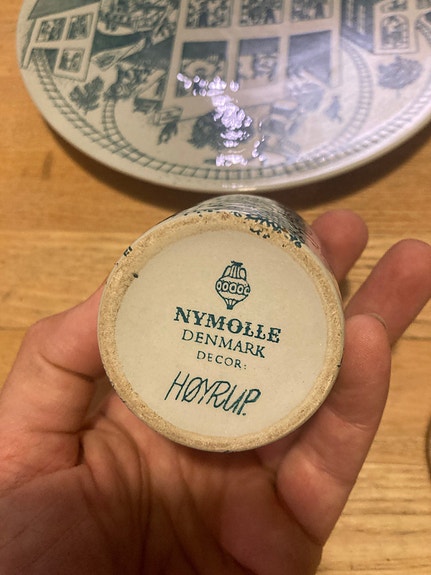 NYMOLLE
DENMARK
DECOR:
HØYRUP.